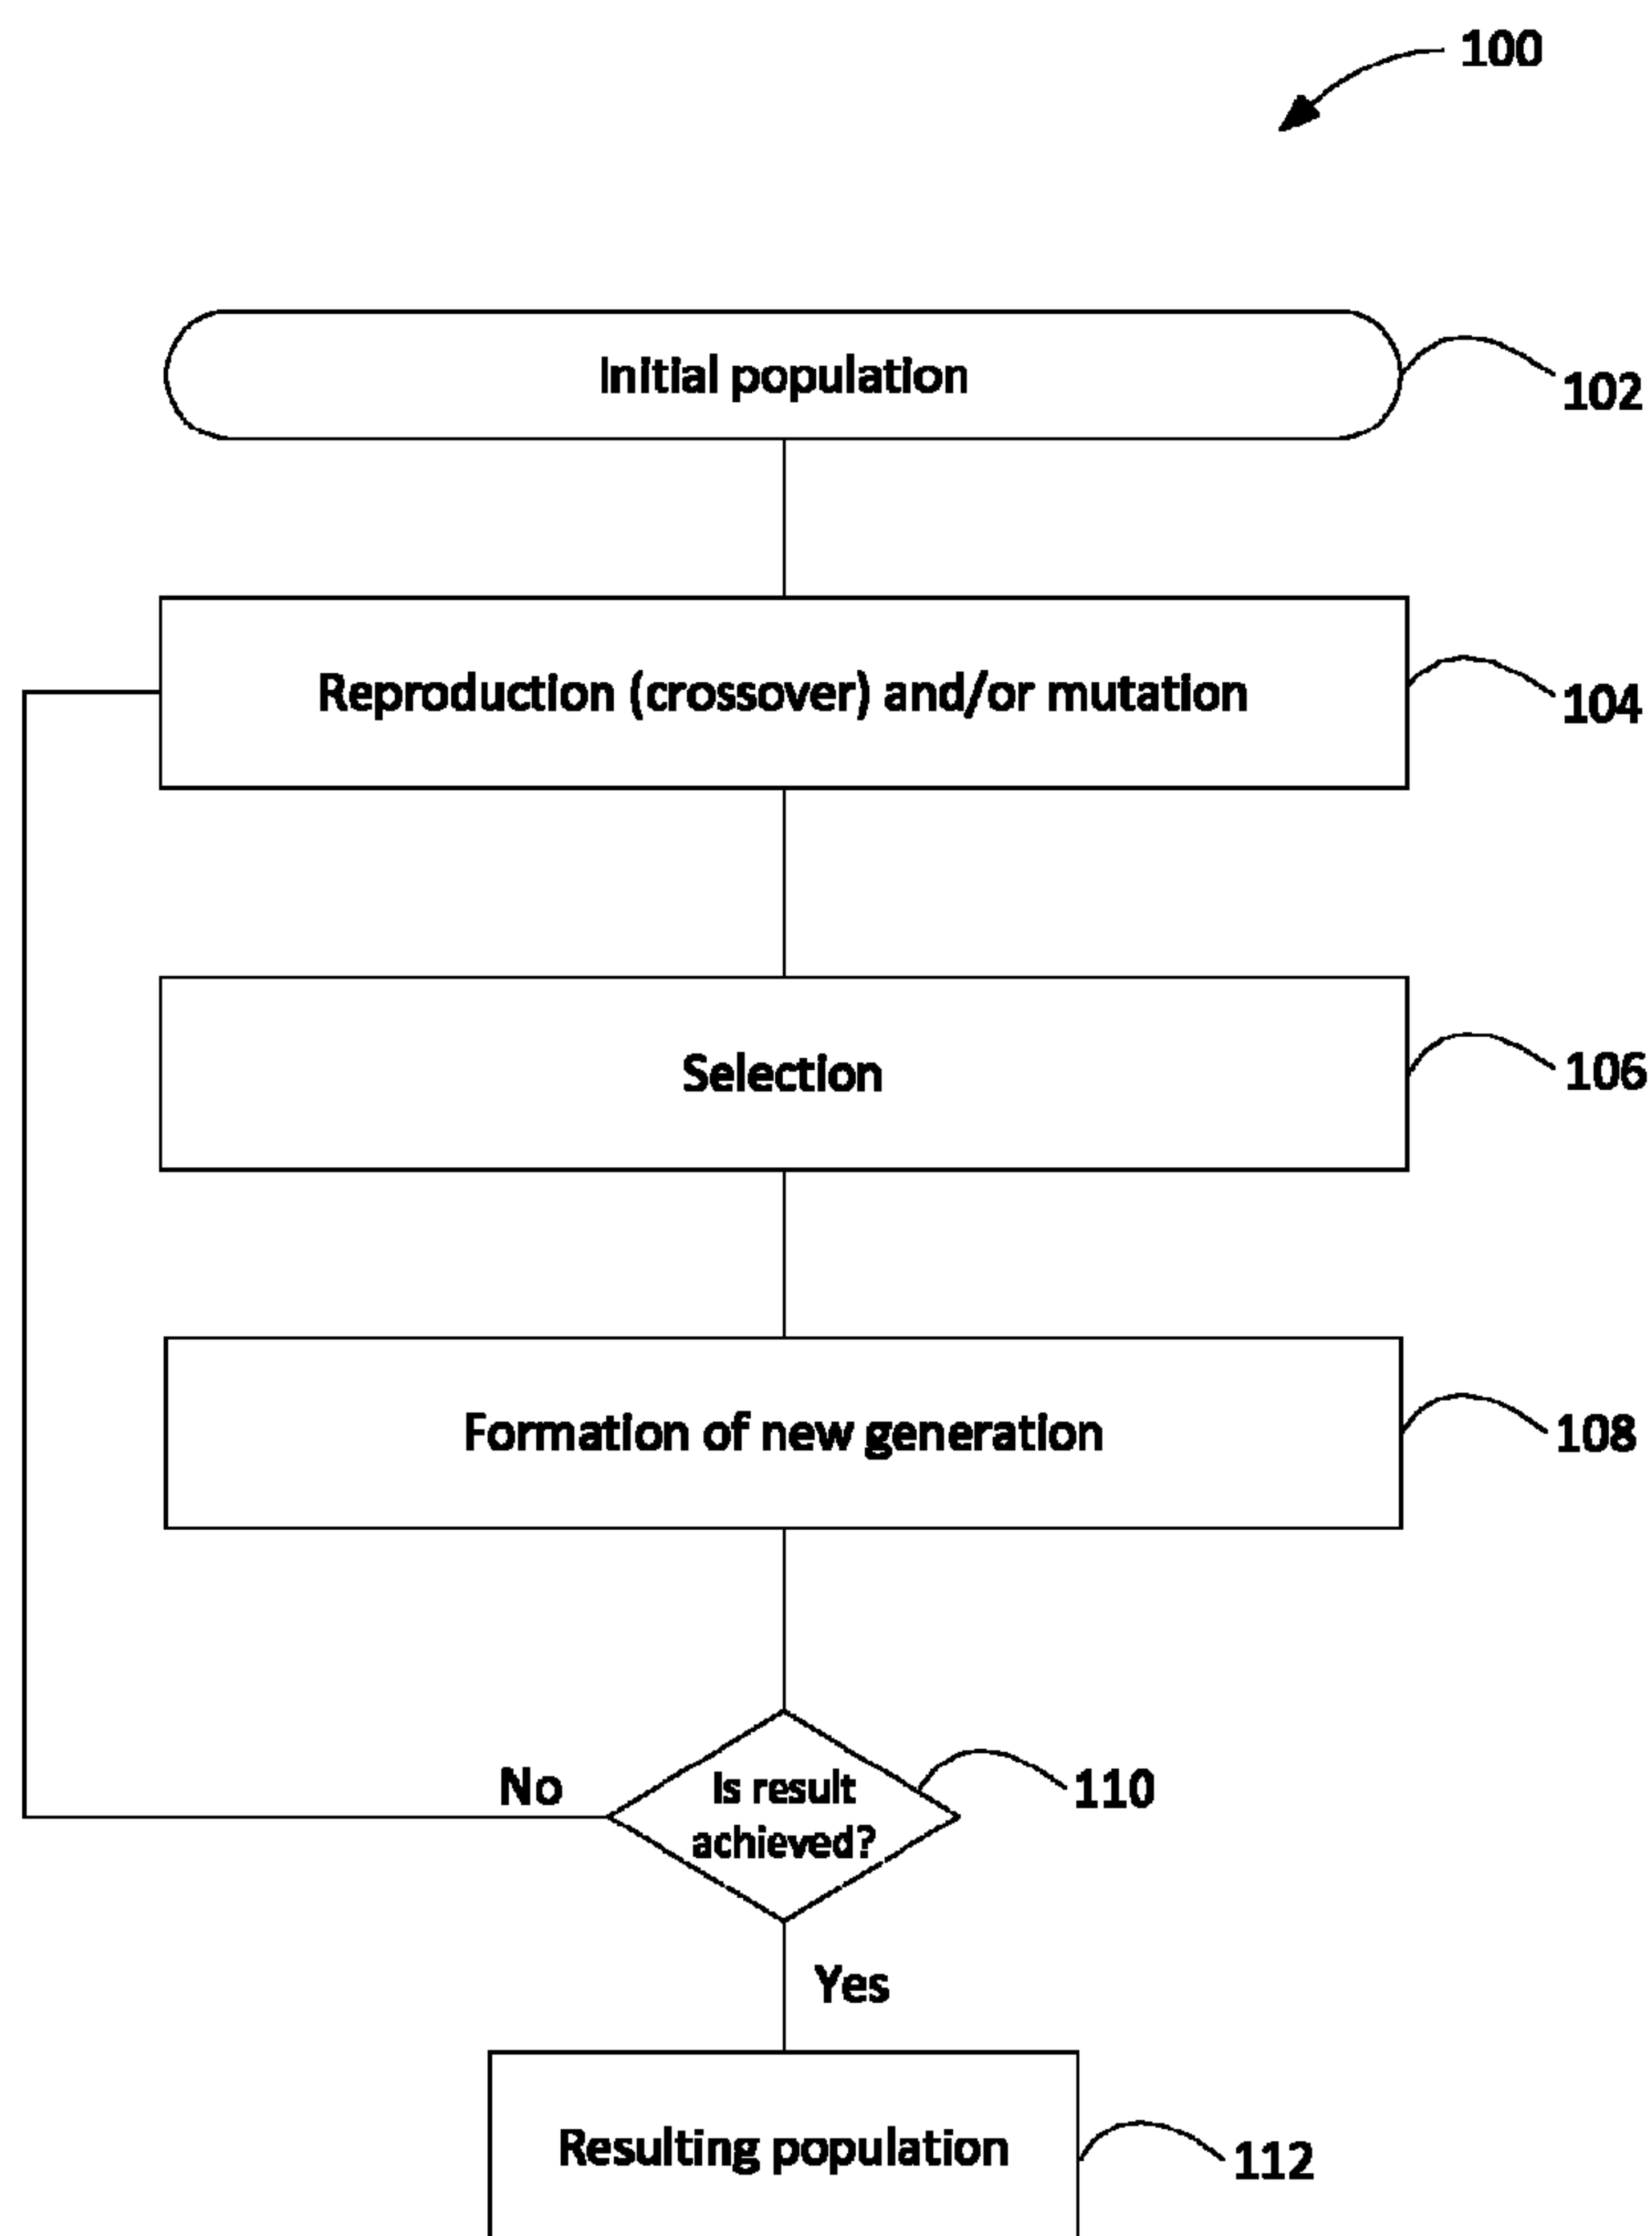 100
Initial population
102
Reproduction (crossover) and/or mutation
104
Selection
106
Formation of new generation
108
No
Is result
achieved?
110
Yes
Resulting population
112